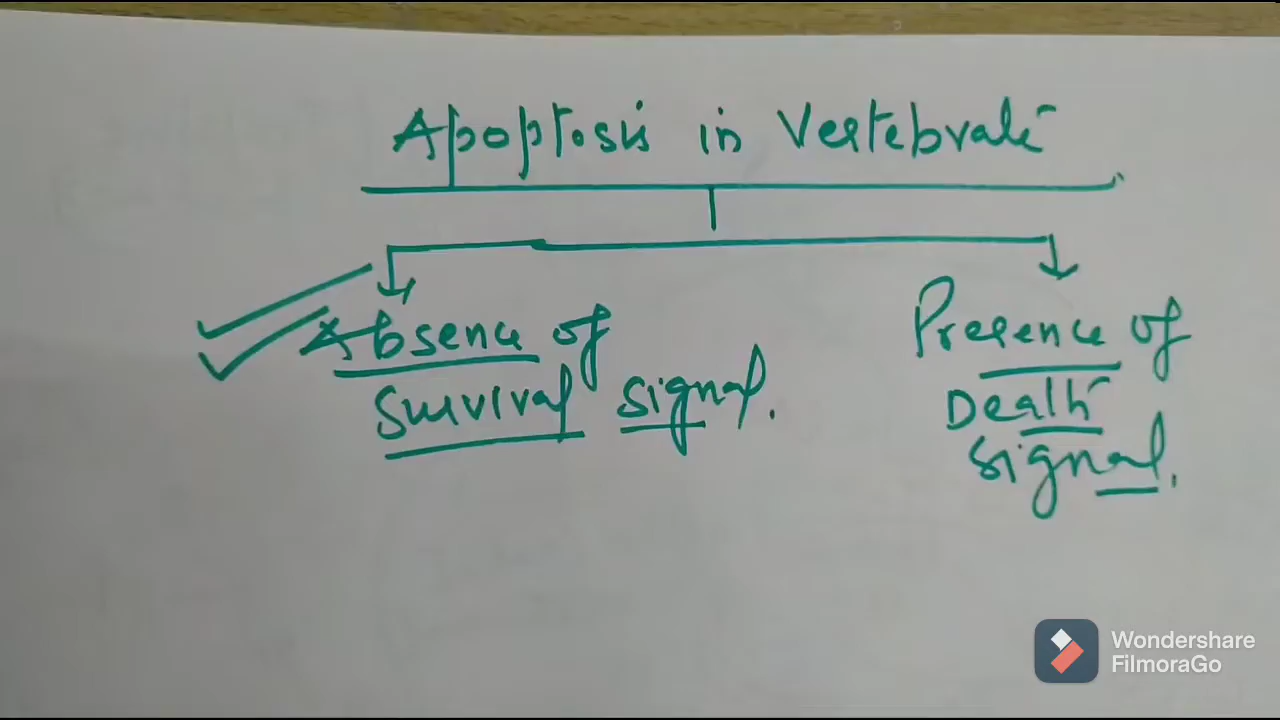 Apoptosis in Vertebrate
Absence of
Survival signal.
Presence of
Death
signal.
Wondershare
FilmoraGo